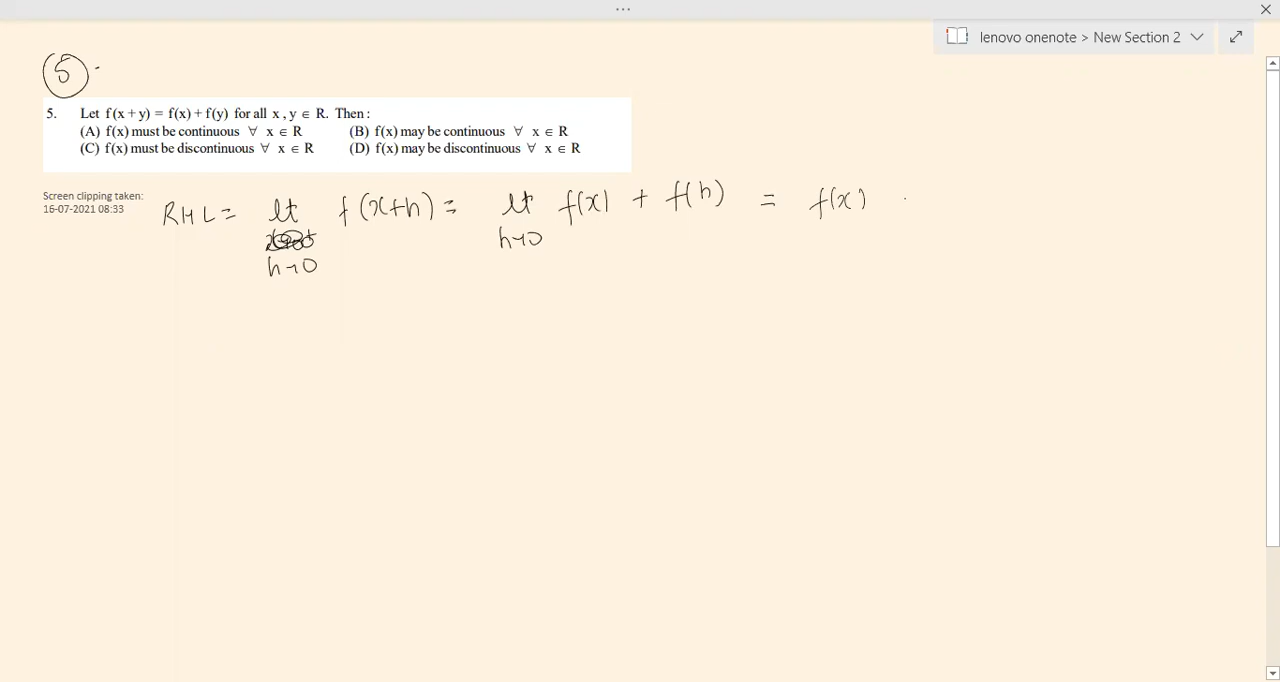 ...
lenovo onenote > New Section 2
5
5. Let f(x + y) = f(x) + f(y) for all x , y ∈ R. Then :
(A) f(x) must be continuous ∀ x ∈ R (B) f(x) may be continuous ∀ x ∈ R
(C) f(x) must be discontinuous ∀ x ∈ R (D) f(x) may be discontinuous ∀ x ∈ R
Screen clipping taken:
16-07-2021 08:33
RHL = lt f(x+h) = lt f(x) + f(h) = f(x)
h→0 h→0